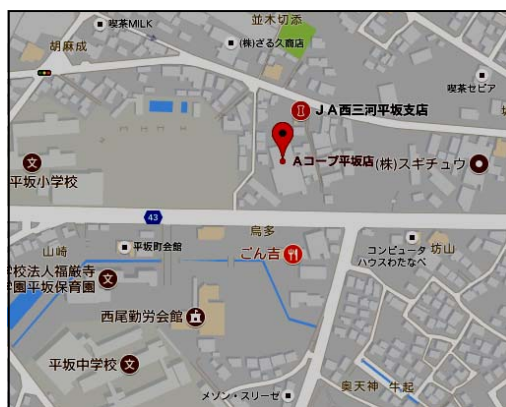 喫茶MILK
並木切添
胡麻成
(株)ざる久商店
喫茶セピア
JA西三河平坂支店
Aコープ平坂店
(株)スギチュウ
平坂小学校
43
烏多
山崎
平坂町会館
ごん吉
コンピュータ
ハウスわたなべ
坊山
学校法人福厳寺
学園平坂保育園
西尾勤労会館
平坂中学校
奥天神
牛起
メゾン・スリーゼ